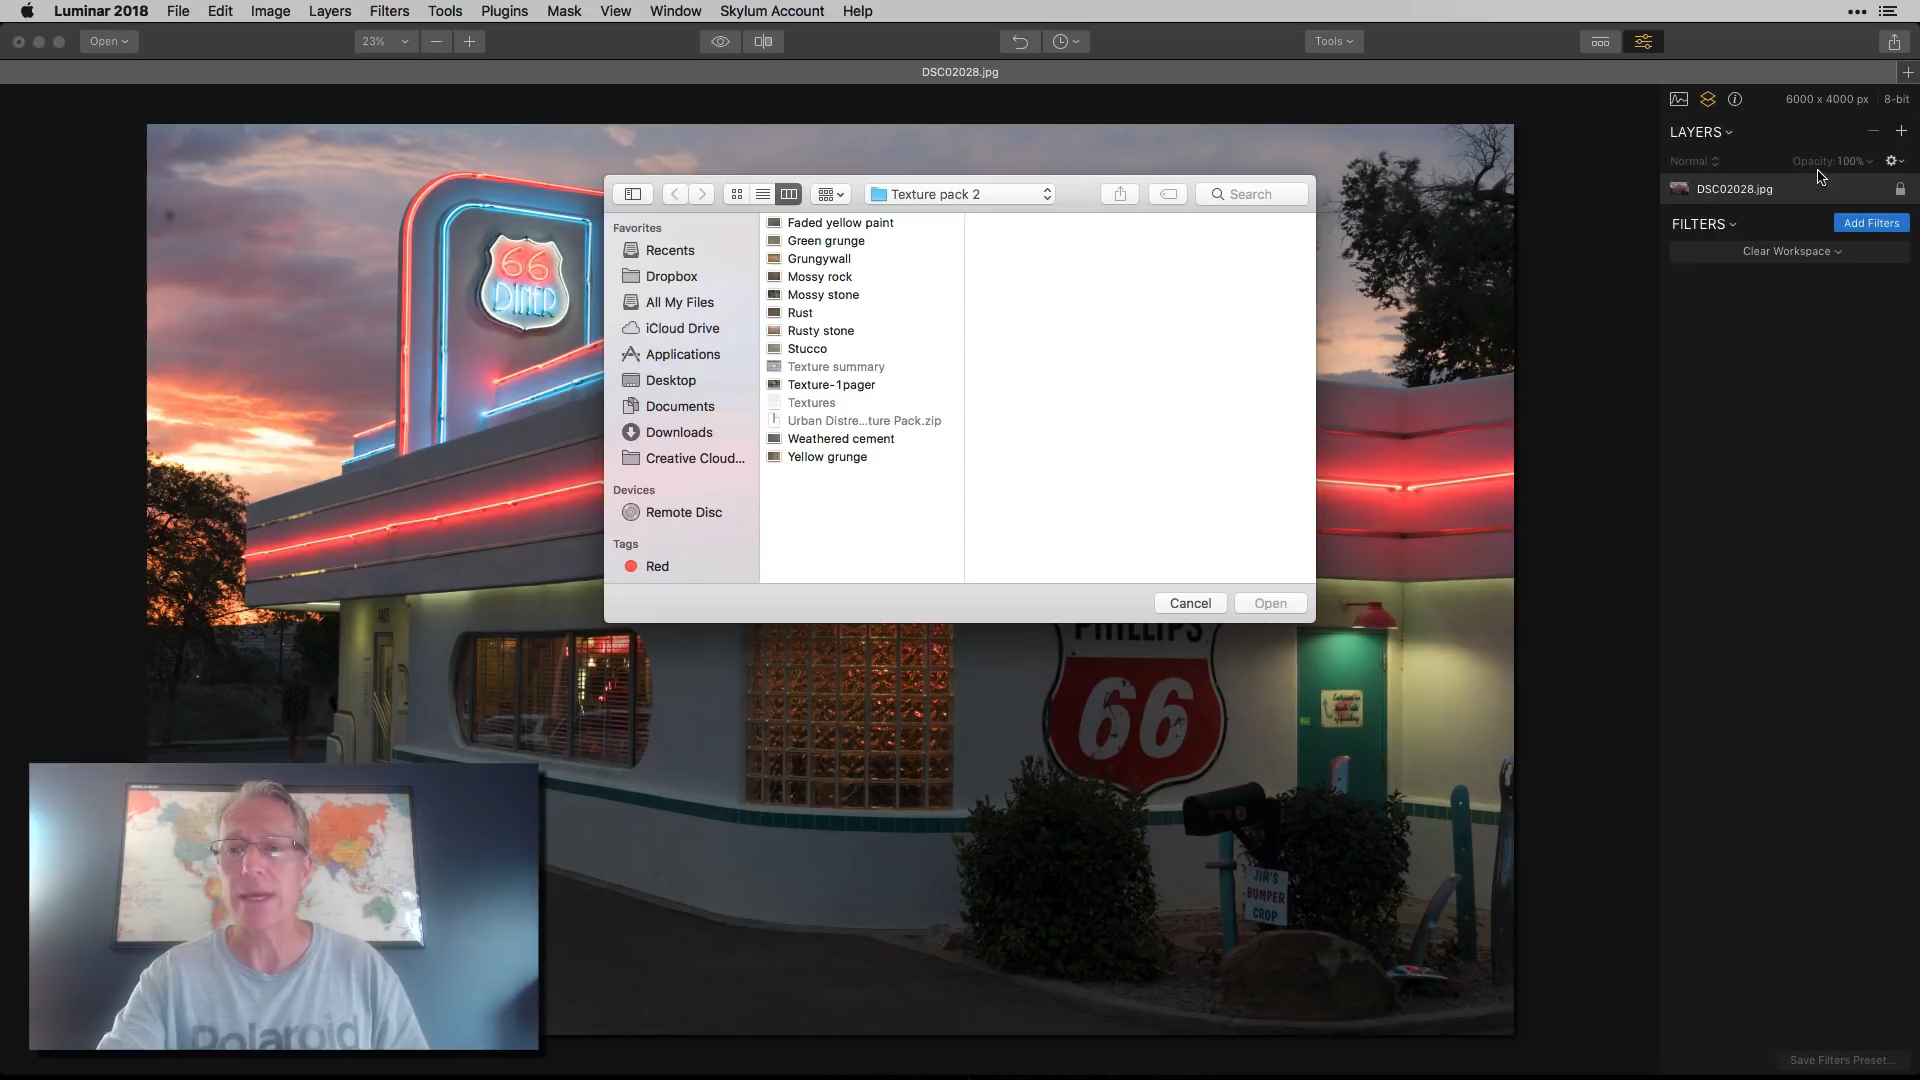 Luminar 2018 File Edit Image Layers Filters Tools Plugins Mask View Window Skylum Account Help
Open 23% Tools
DSC02028.jpg
6000 x 4000 px 8-bit
LAYERS
Normal Opacity: 100%
DSC02028.jpg
FILTERS Add Filters
Clear Workspace
Texture pack 2 Search
Favorites
Recents
Dropbox
All My Files
iCloud Drive
Applications
Desktop
Documents
Downloads
Creative Cloud...
Devices
Remote Disc
Tags
Red
Faded yellow paint
Green grunge
Grungywall
Mossy rock
Mossy stone
Rust
Rusty stone
Stucco
Texture summary
Texture-1pager
Textures
Urban Distre...ture Pack.zip
Weathered cement
Yellow grunge
Cancel Open
66
DINER
PHILLIPS
66
JIM'S
BUMPER
CROP
Polaroid
Save Filters Preset...